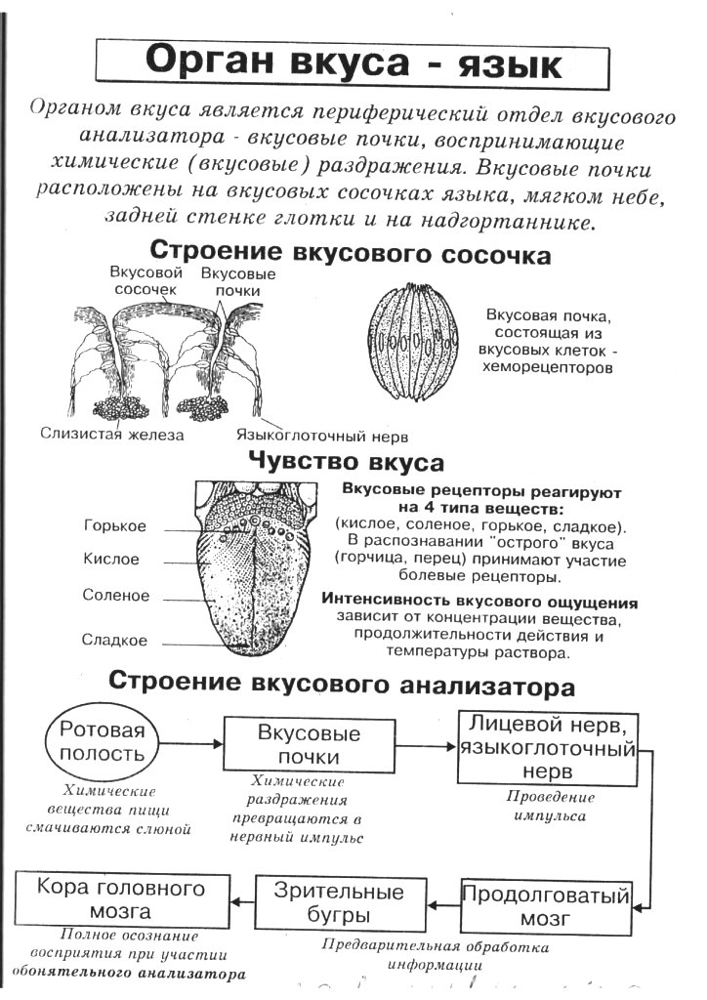 Орган вкуса - язык
Органом вкуса является периферический отдел вкусового
анализатора - вкусовые почки, воспринимающие
химические (вкусовые) раздражения. Вкусовые почки
расположены на вкусовых сосочках языка, мягком небе,
задней стенке глотки и на надгортаннике.
Строение вкусового сосочка
Вкусовой
сосочек
Вкусовые
почки
Вкусовая почка,
состоящая из
вкусовых клеток -
хеморецепторов
Слизистая железа
Языкоглоточный нерв
Чувство вкуса
Горькое
Кислое
Соленое
Сладкое
Вкусовые рецепторы реагируют
на 4 типа веществ:
(кислое, соленое, горькое, сладкое).
В распознавании "острого" вкуса
(горчица, перец) принимают участие
болевые рецепторы.
Интенсивность вкусового ощущения
зависит от концентрации вещества,
продолжительности действия и
температуры раствора.
Строение вкусового анализатора
Ротовая
полость
Химические
вещества пищи
смачиваются слюной
Вкусовые
почки
Химические
раздражения
превращаются в
нервный импульс
Лицевой нерв,
языкоглоточный
нерв
Проведение
импульса
Продолговатый
мозг
Зрительные
бугры
Предварительная обработка
информации
Кора головного
мозга
Полное осознание
восприятия при участии
обонятельного анализатора